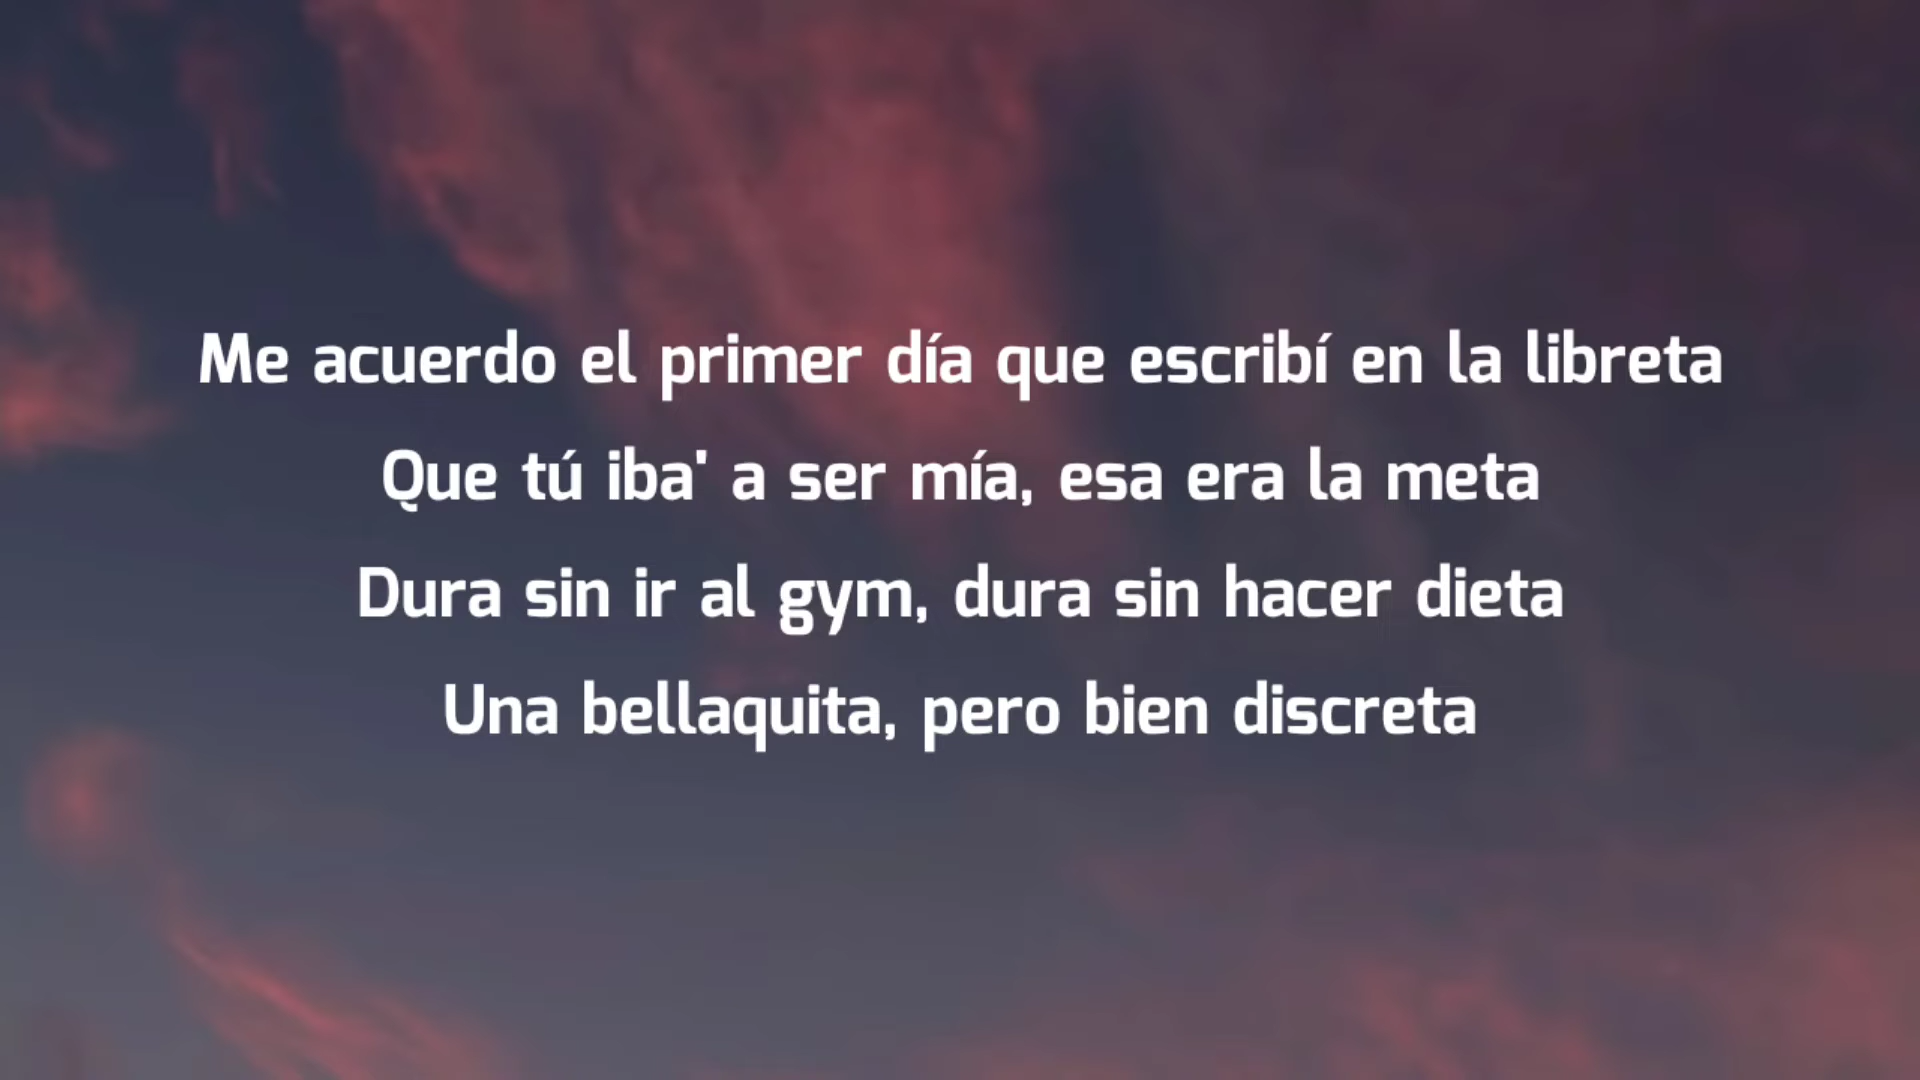 Me acuerdo el primer día que escribí en la libreta
Que tú iba' a ser mía, esa era la meta
Dura sin ir al gym, dura sin hacer dieta
Una bellaquita, pero bien discreta